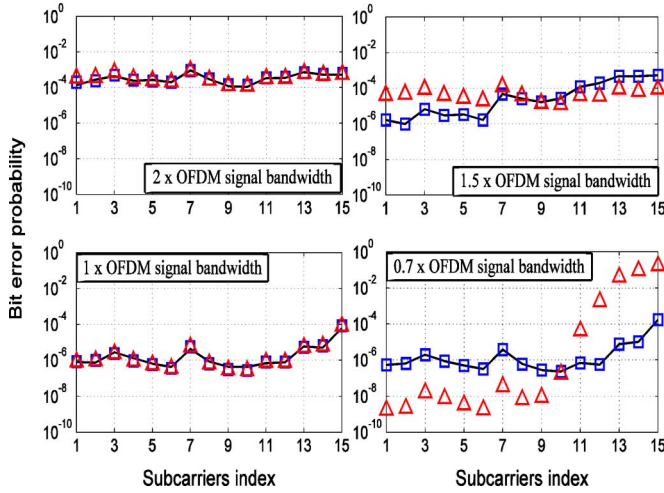 Bit error probability
10^0
10^-2
10^-4
10^-6
10^-8
10^-10
2 x OFDM signal bandwidth
1 3 5 7 9 11 13 15
10^0
10^-2
10^-4
10^-6
10^-8
10^-10
1.5 x OFDM signal bandwidth
1 3 5 7 9 11 13 15
10^0
10^-2
10^-4
10^-6
10^-8
10^-10
1 x OFDM signal bandwidth
1 3 5 7 9 11 13 15
Subcarriers index
10^0
10^-2
10^-4
10^-6
10^-8
10^-10
0.7 x OFDM signal bandwidth
1 3 5 7 9 11 13 15
Subcarriers index